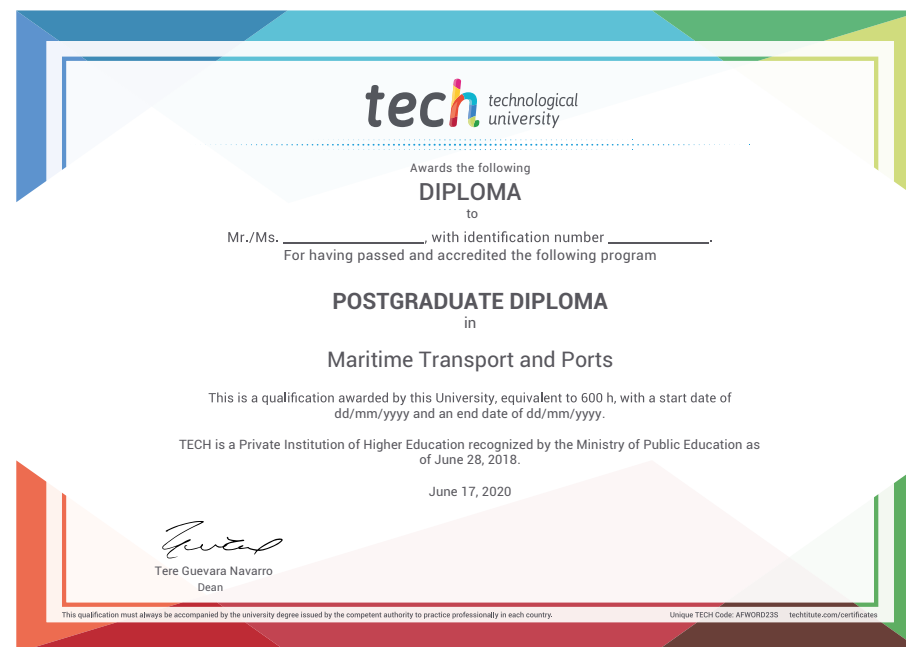 tech technological
university
Awards the following
DIPLOMA
to
Mr./Ms. ____________, with identification number _________.
For having passed and accredited the following program
POSTGRADUATE DIPLOMA
in
Maritime Transport and Ports
This is a qualification awarded by this University, equivalent to 600 h, with a start date of
dd/mm/yyyy and an end date of dd/mm/yyyy.
TECH is a Private Institution of Higher Education recognized by the Ministry of Public Education as
of June 28, 2018.
June 17, 2020
Tere Guevara Navarro
Dean
This qualification must always be accompanied by the university degree issued by the competent authority to practice professionally in each country. Unique TECH Code: AFWORD23S techtitute.com/certificates